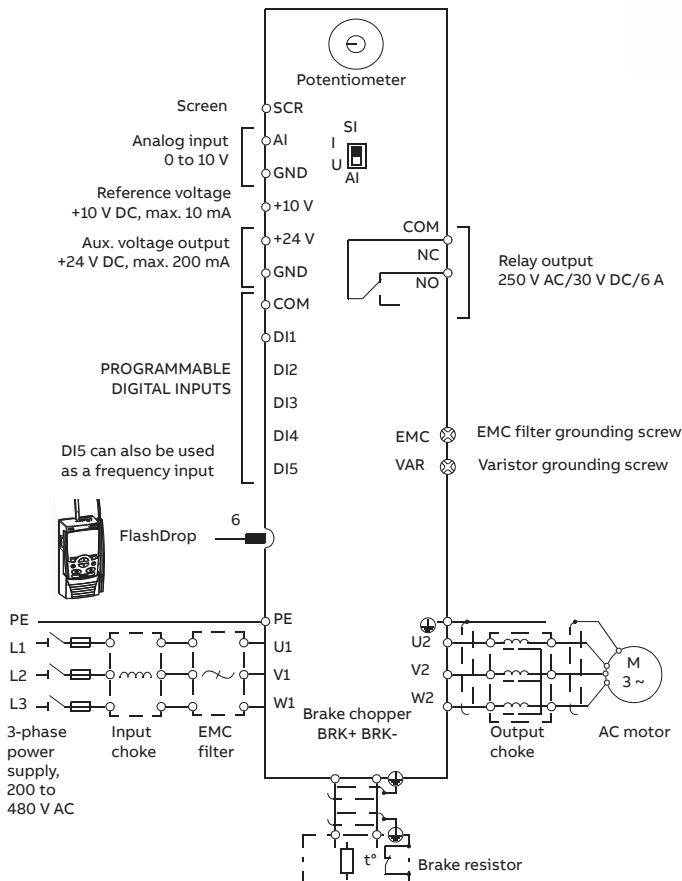 Potentiometer
Screen
SCR
SI
Analog input
0 to 10 V
AI
I
U
AI
GND
Reference voltage
+10 V DC, max. 10 mA
+10 V
COM
Aux. voltage output
+24 V DC, max. 200 mA
+24 V
NC
GND
NO
Relay output
250 V AC/30 V DC/6 A
COM
DI1
PROGRAMMABLE
DIGITAL INPUTS
DI2
DI3
DI4
DI5 can also be used
as a frequency input
DI5
EMC
EMC filter grounding screw
VAR
Varistor grounding screw
6
FlashDrop
PE
PE
L1
U1
U2
L2
V1
V2
L3
W1
W2
M
3 ~
Brake chopper
BRK+ BRK-
3-phase
power
supply,
200 to
480 V AC
Input
choke
EMC
filter
Output
choke
AC motor
t°
Brake resistor